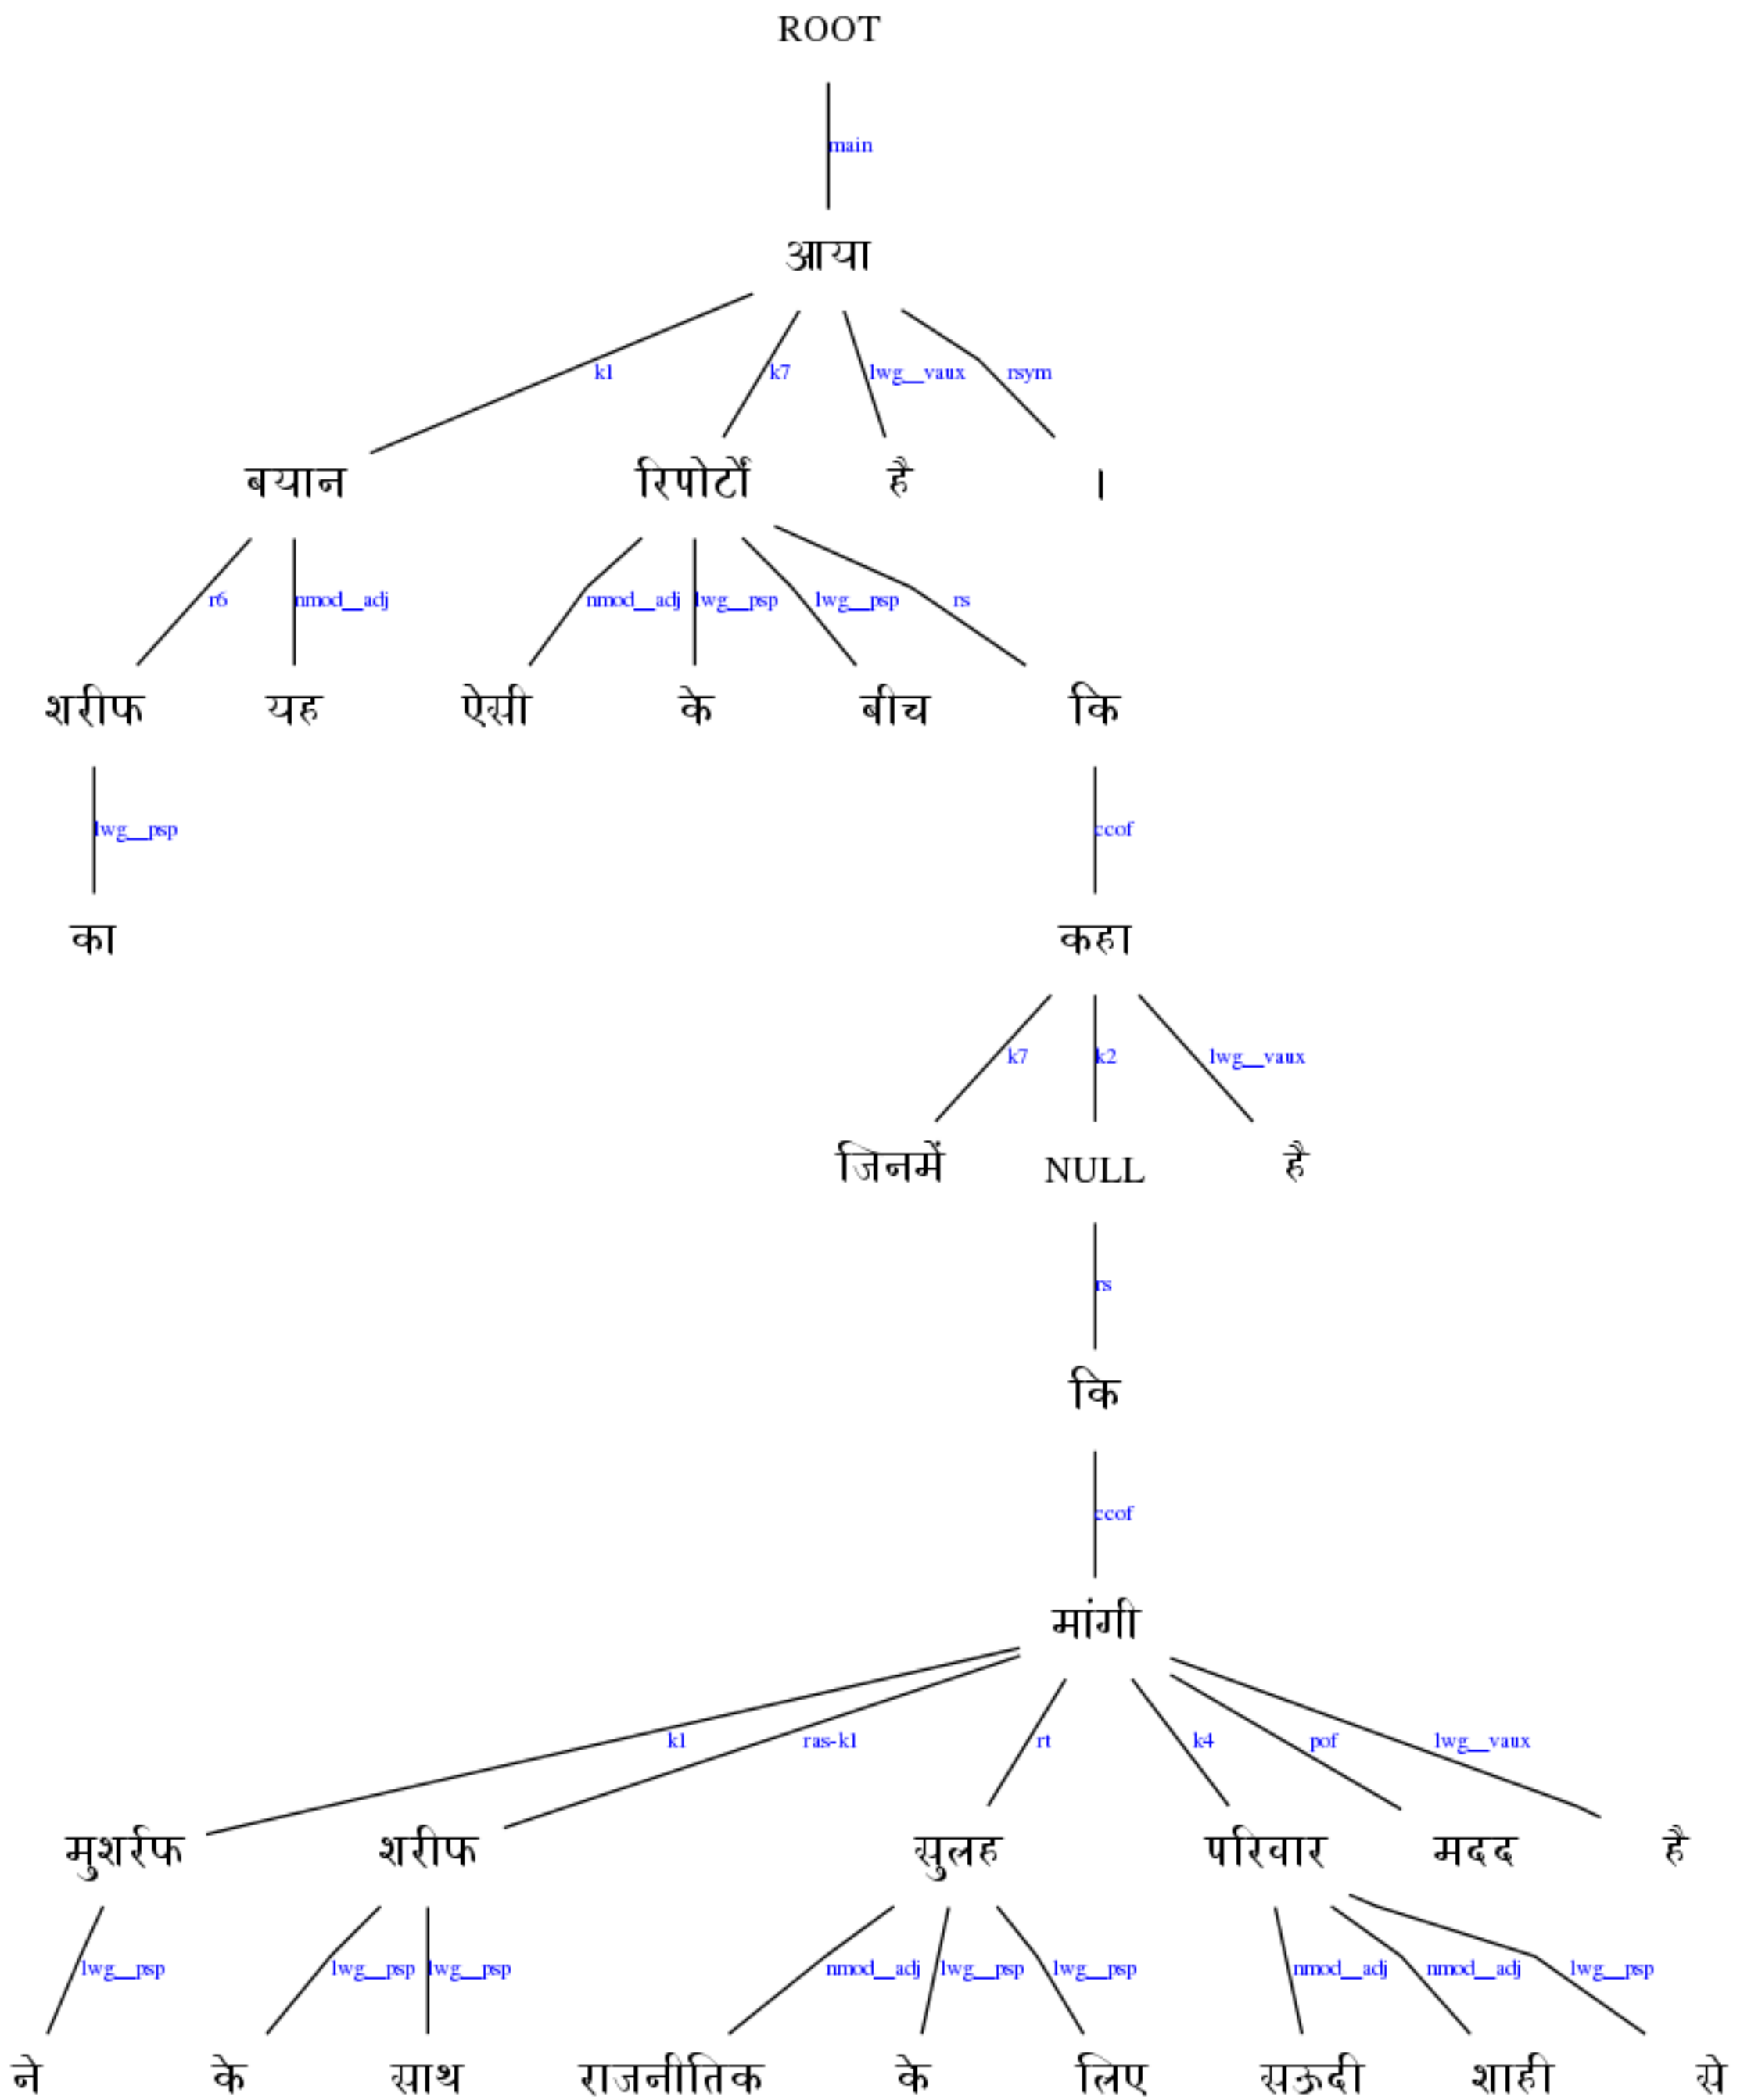 ROOT
main
आया
k1 k7 lwg__vaux rsym
बयान रिपोर्टों है ।
r6 nmod__adj nmod__adj lwg__psp lwg__psp rs
शरीफ यह ऐसी के बीच कि
lwg__psp ccof
का कहा
k7 k2 lwg__vaux
जिनमें NULL है
rs
कि
ccof
मांगी
k1 ras-k1 rt k4 pof lwg__vaux
मुशर्रफ शरीफ सुलह परिवार मदद है
lwg__psp lwg__psp lwg__psp nmod__adj lwg__psp lwg__psp nmod__adj nmod__adj lwg__psp
ने के साथ राजनीतिक के लिए सऊदी शाही से